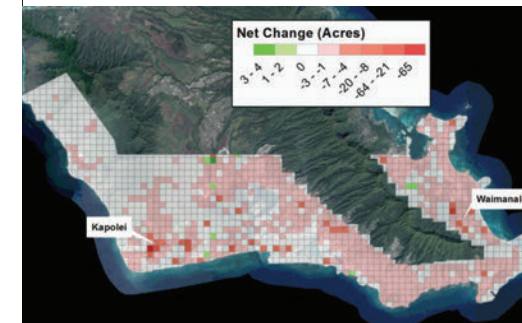 Net Change (Acres)
3 - 4
1 - 2
0
-3 - -1
-7 - -4
-20 - -8
-64 - -21
-65
Kapolei
Waimanal